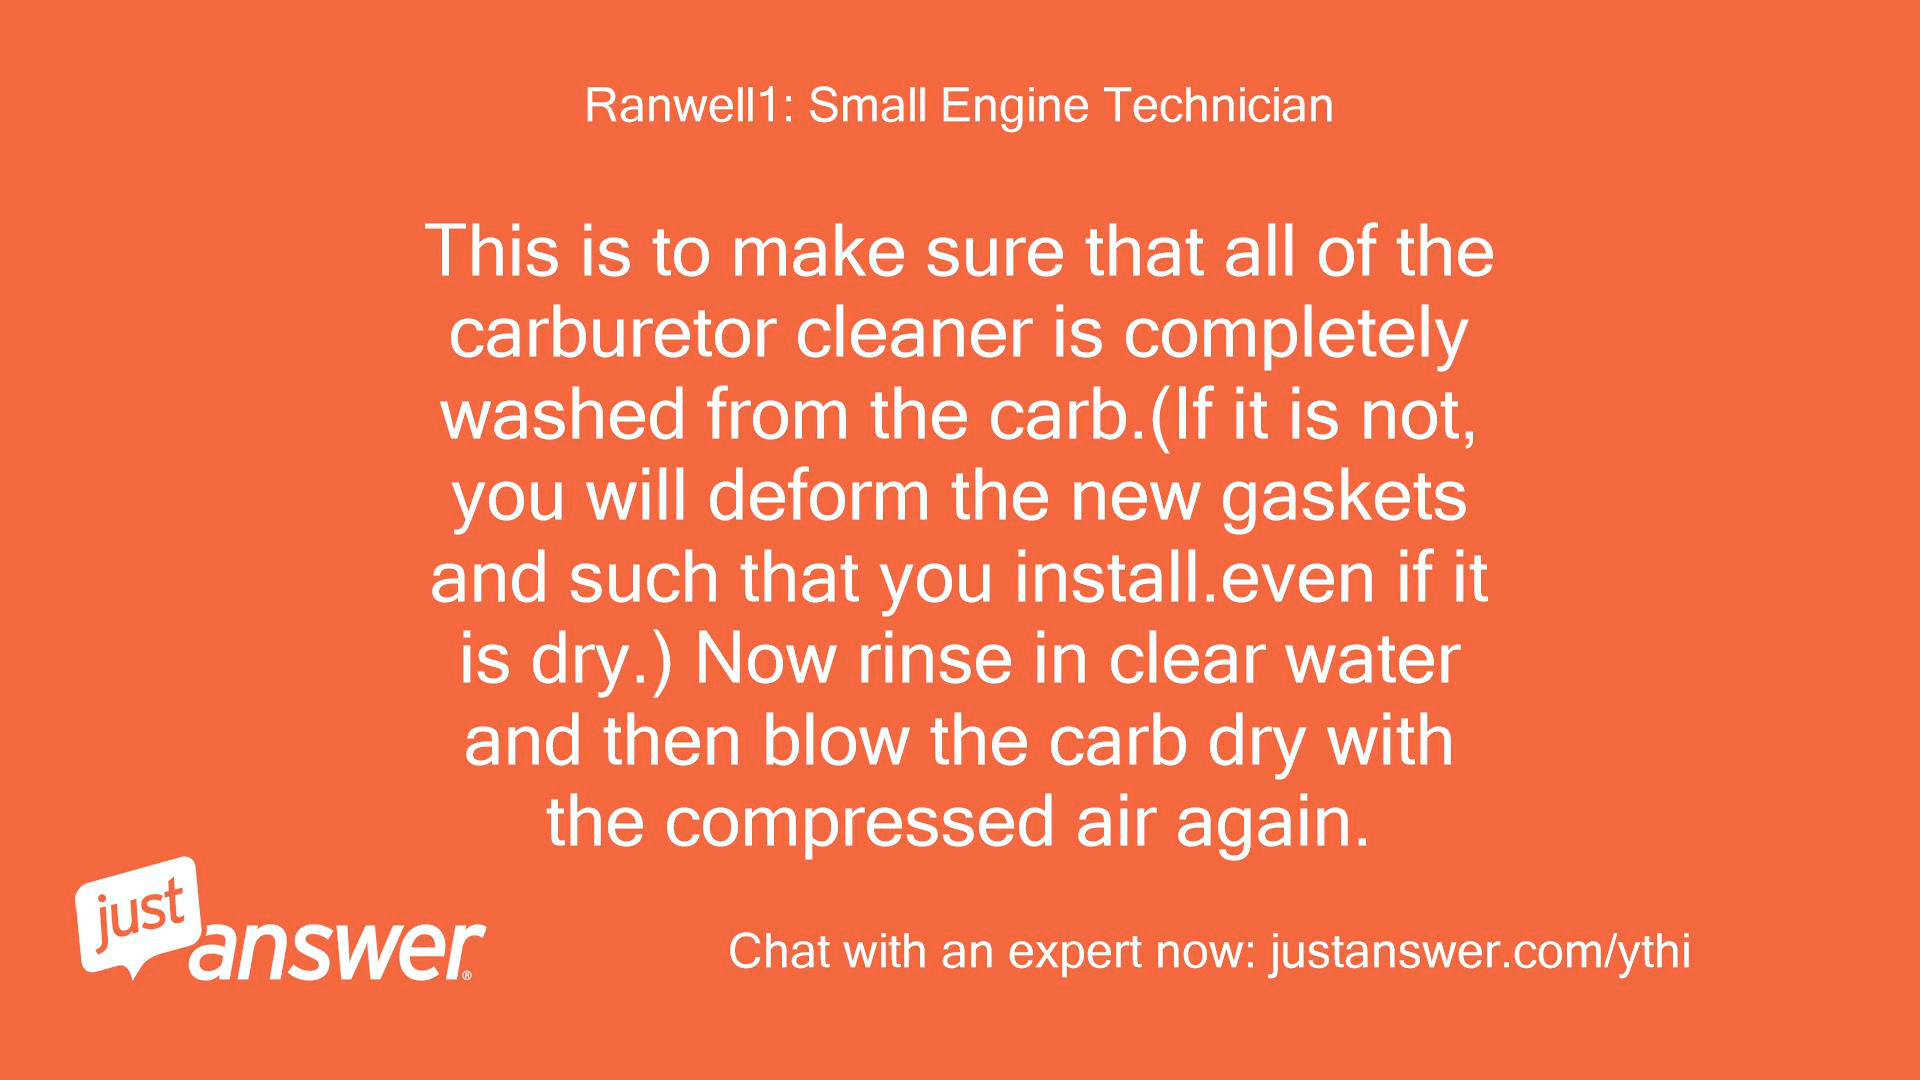 Ranwell1: Small Engine Technician
This is to make sure that all of the
carburetor cleaner is completely
washed from the carb.(If it is not,
you will deform the new gaskets
and such that you install.even if it
is dry.) Now rinse in clear water
and then blow the carb dry with
the compressed air again.
just
answer®
Chat with an expert now: justanswer.com/ythi